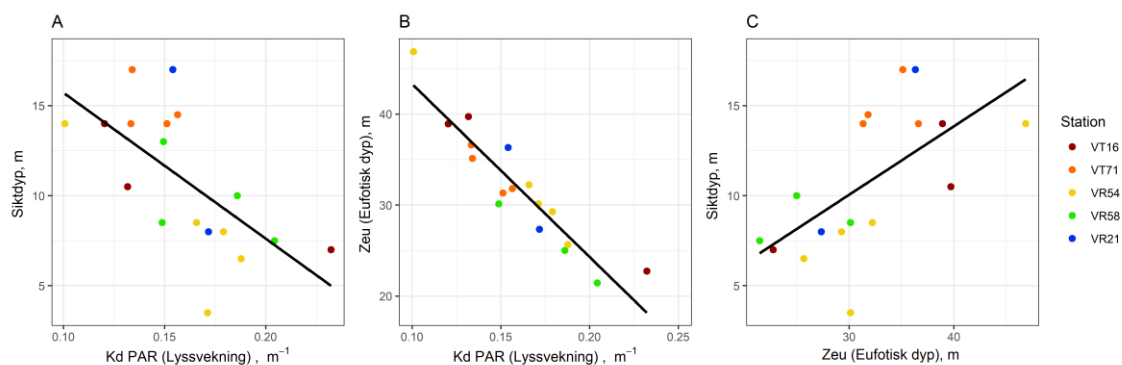 A
Siktdyp, m
15
10
5
0.10
0.15
0.20
Kd PAR (Lyssvekning) , m⁻¹
B
Zeu (Eufotisk dyp), m
40
30
20
0.10
0.15
0.20
0.25
Kd PAR (Lyssvekning) , m⁻¹
C
Siktdyp, m
15
10
5
30
40
Zeu (Eufotisk dyp), m
Station
VT16
VT71
VR54
VR58
VR21